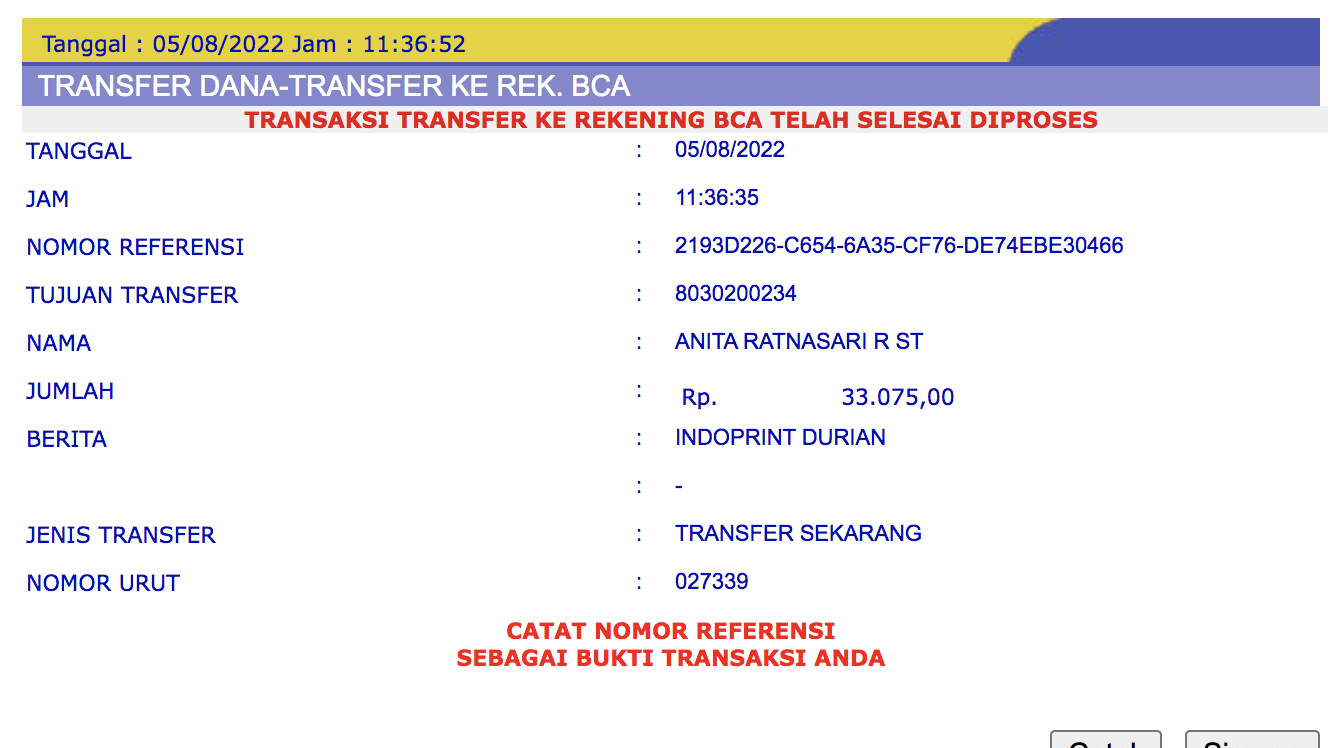 Tanggal : 05/08/2022 Jam : 11:36:52
TRANSFER DANA-TRANSFER KE REK. BCA
TRANSAKSI TRANSFER KE REKENING BCA TELAH SELESAI DIPROSES
TANGGAL : 05/08/2022
JAM : 11:36:35
NOMOR REFERENSI : 2193D226-C654-6A35-CF76-DE74EBE30466
TUJUAN TRANSFER : 8030200234
NAMA : ANITA RATNASARI R ST
JUMLAH : Rp. 33.075,00
BERITA : INDOPRINT DURIAN
: -
JENIS TRANSFER : TRANSFER SEKARANG
NOMOR URUT : 027339
CATAT NOMOR REFERENSI
SEBAGAI BUKTI TRANSAKSI ANDA